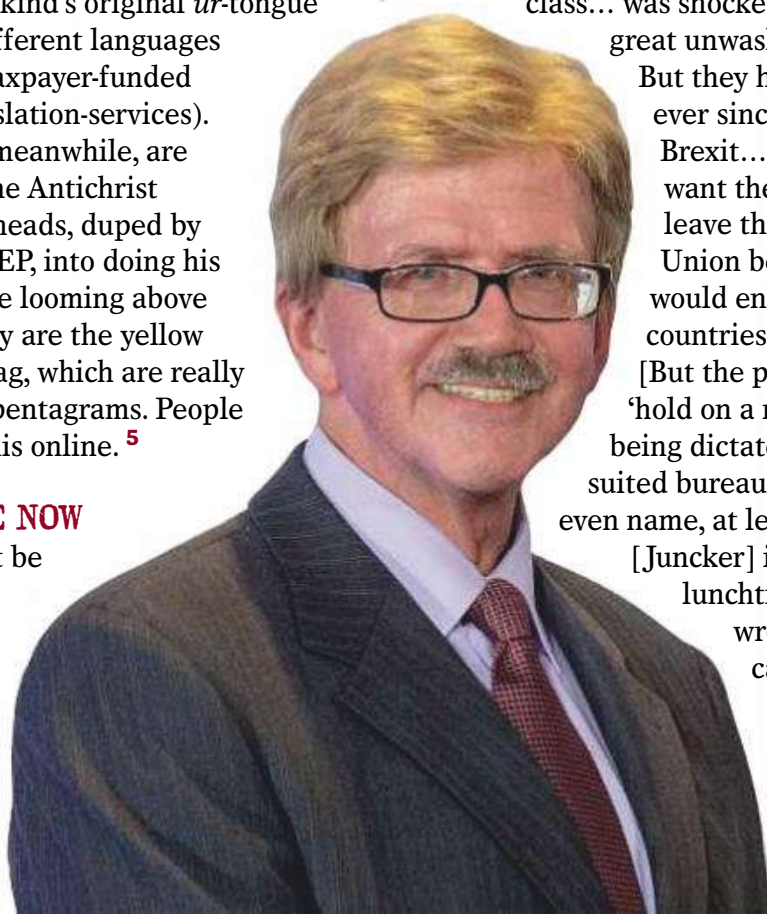 kind's original ur-tongue
fferent languages
axpayer-funded
slation-services).
meanwhile, are
ne Antichrist
heads, duped by
EP, into doing his
e looming above
y are the yellow
ag, which are really
pentagrams. People
is online. 5
E NOW
t be
class… was shocke
great unwas
But they h
ever sinc
Brexit…
want the
leave th
Union be
would en
countries
[But the p
‘hold on a r
being dictate
suited bureau
even name, at le
[Juncker] i
lunchti
wr
ca